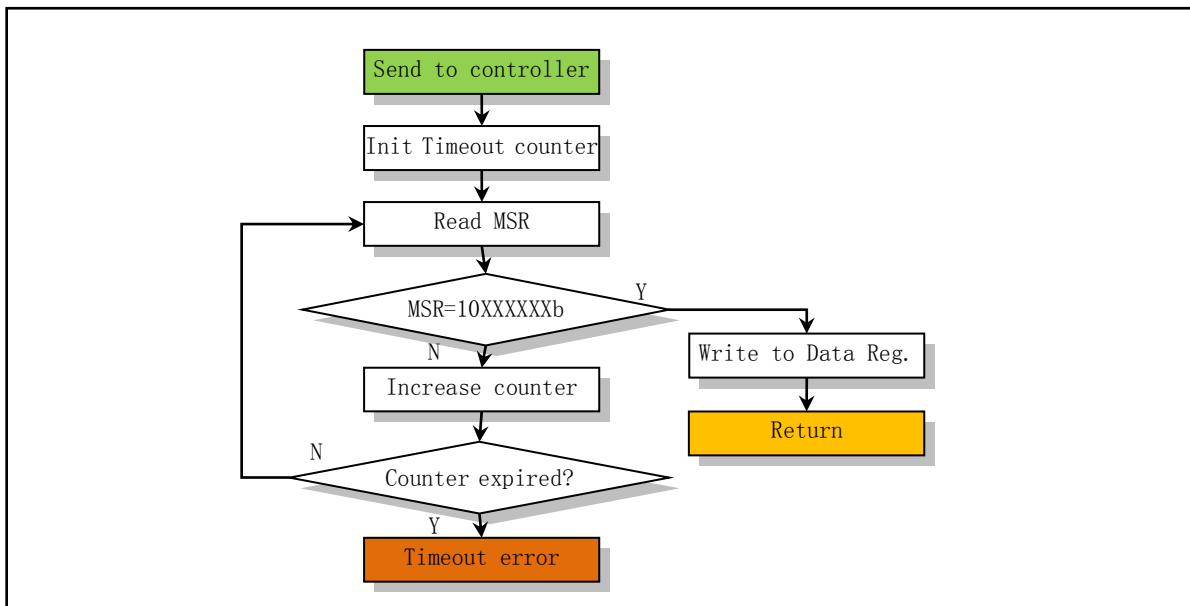 Send to controller
Init Timeout counter
Read MSR
MSR=10XXXXXXb
Y
N
Write to Data Reg.
Increase counter
Return
N
Counter expired?
Y
Timeout error